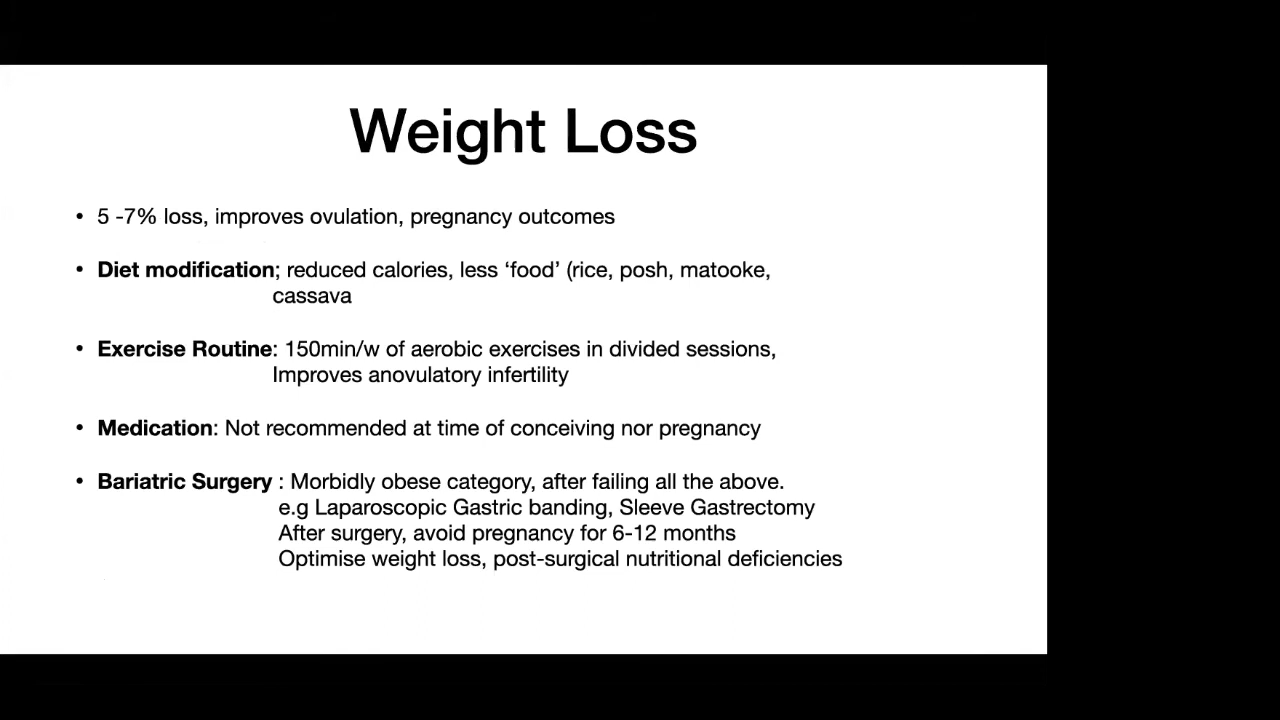 Weight Loss
• 5 -7% loss, improves ovulation, pregnancy outcomes
• Diet modification; reduced calories, less ‘food’ (rice, posh, matooke,
cassava
• Exercise Routine: 150min/w of aerobic exercises in divided sessions,
Improves anovulatory infertility
• Medication: Not recommended at time of conceiving nor pregnancy
• Bariatric Surgery : Morbidly obese category, after failing all the above.
e.g Laparoscopic Gastric banding, Sleeve Gastrectomy
After surgery, avoid pregnancy for 6-12 months
Optimise weight loss, post-surgical nutritional deficiencies